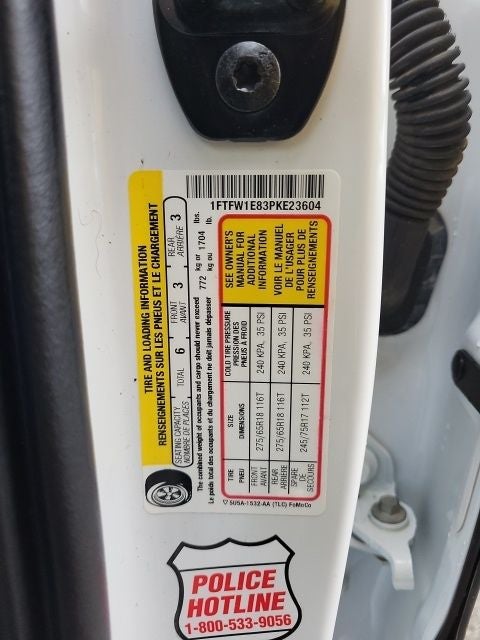 1FTFW1E83PKE23604
TIRE AND LOADING INFORMATION
RENSEIGNEMENTS SUR LES PNEUS ET LE CHARGEMENT
SEATING CAPACITY
NOMBRE DE PLACES
TOTAL 6
FRONT
AVANT 3
REAR
ARRIÈRE 3
The combined weight of occupants and cargo should never exceed 772 kg or 1704 lbs.
Le poids total des occupants et du chargement ne doit jamais dépasser 772 kg ou 1704 lb.
TIRE
PNEU
SIZE
DIMENSIONS
COLD TIRE PRESSURE
PRESSION DES
PNEUS À FROID
FRONT
AVANT
275/65R18 116T
240 KPA, 35 PSI
REAR
ARRIÈRE
275/65R18 116T
240 KPA, 35 PSI
SPARE
DE
SECOURS
245/75R17 112T
240 KPA, 35 PSI
SEE OWNER'S
MANUAL FOR
ADDITIONAL
INFORMATION
VOIR LE MANUEL
DE L'USAGER
POUR PLUS DE
RENSEIGNEMENTS
5U5A-1532-AA (TLC) FoMoCo
POLICE
HOTLINE
1-800-533-9056